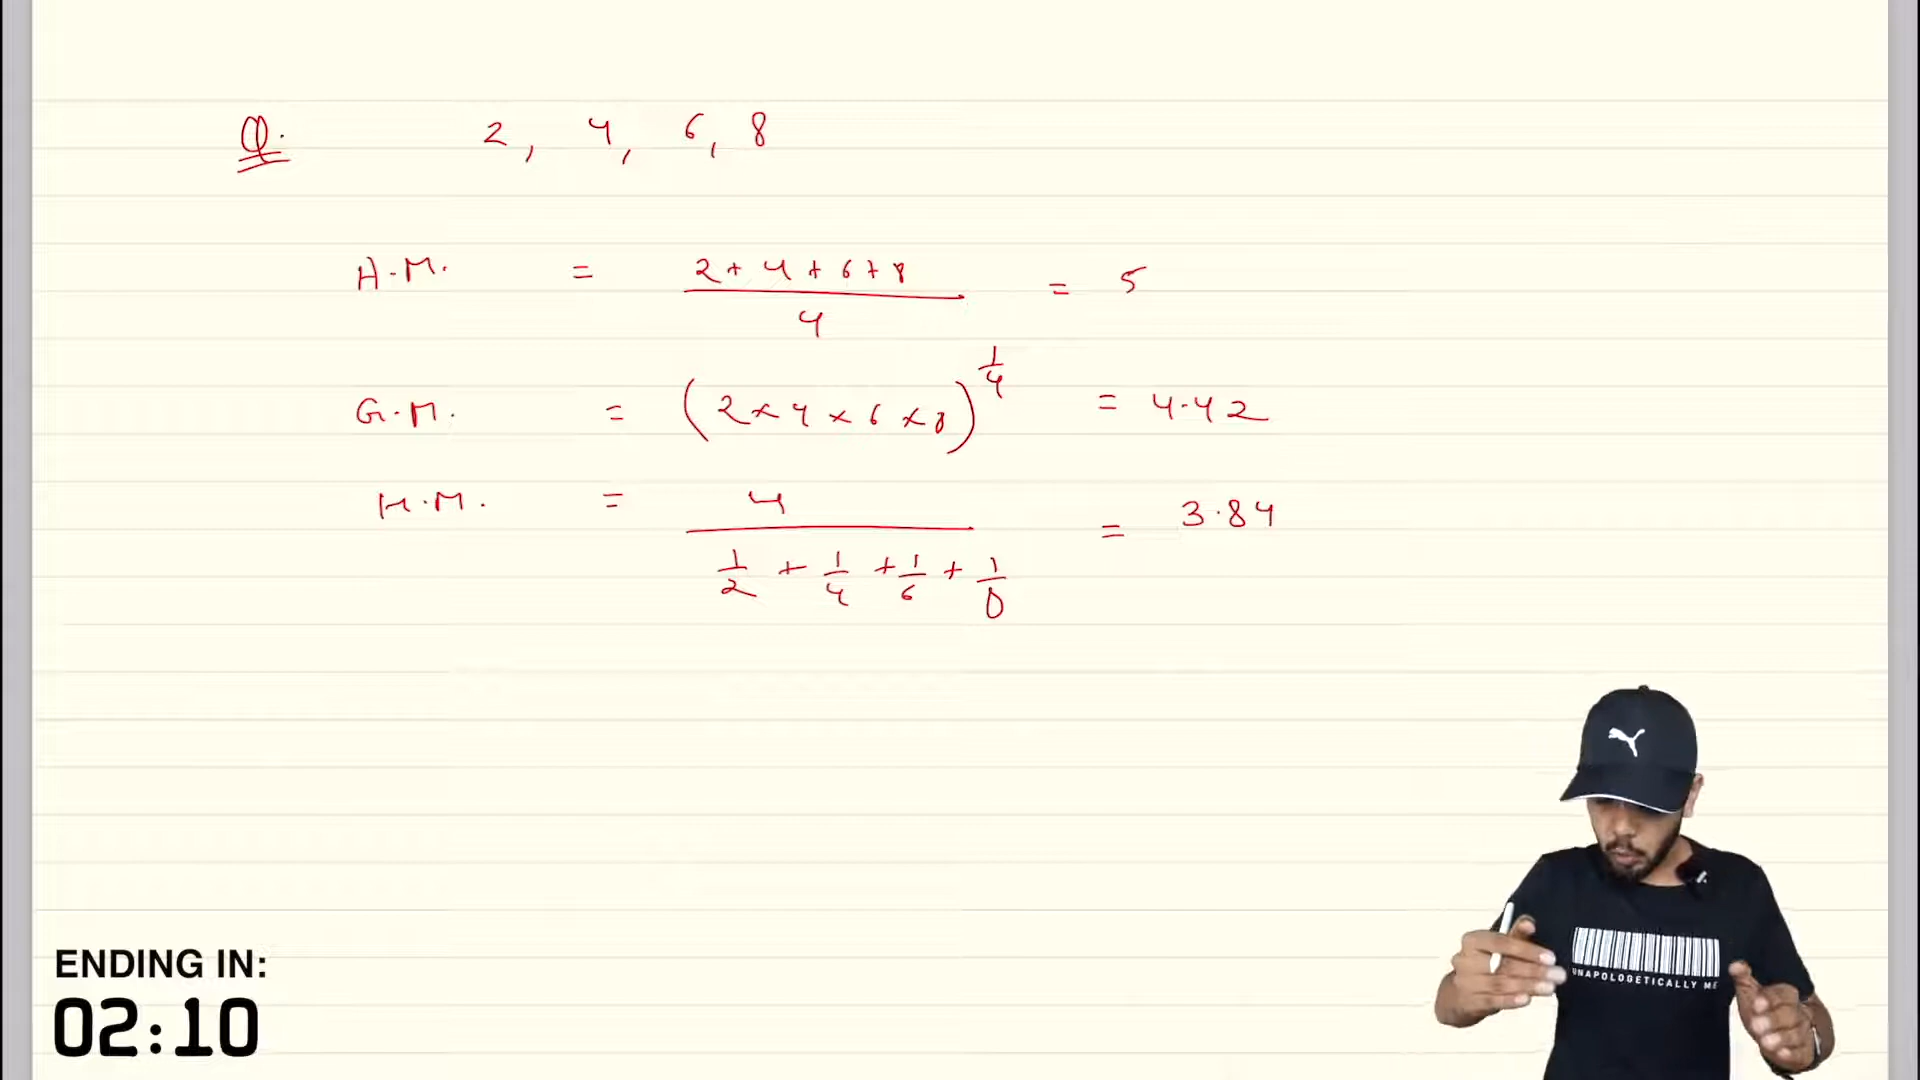 Q. 2, 4, 6, 8
A.M. = 2+4+6+8 / 4 = 5
G.M. = (2×4×6×8)^1/4 = 4.42
H.M. = 4 / 1/2 + 1/4 + 1/6 + 1/8 = 3.84
UNAPOLOGETICALLY ME
ENDING IN:
02:10